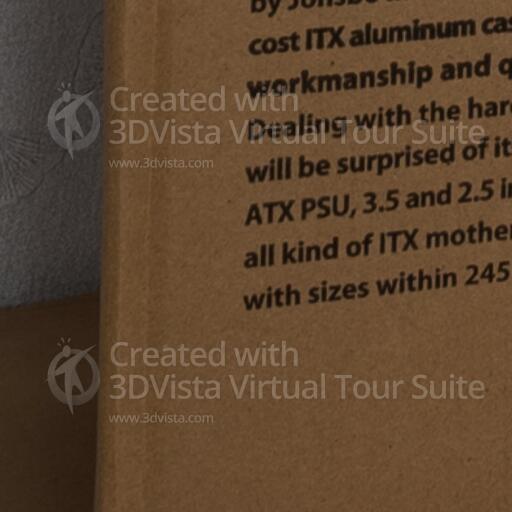 by Jonsbo
cost ITX aluminum cas
workmanship and q
Dealing with the hard
will be surprised of it
ATX PSU, 3.5 and 2.5 i
all kind of ITX mother
with sizes within 245
Created with
3DVista Virtual Tour Suite
www.3dvista.com
Created with
3DVista Virtual Tour Suite
www.3dvista.com